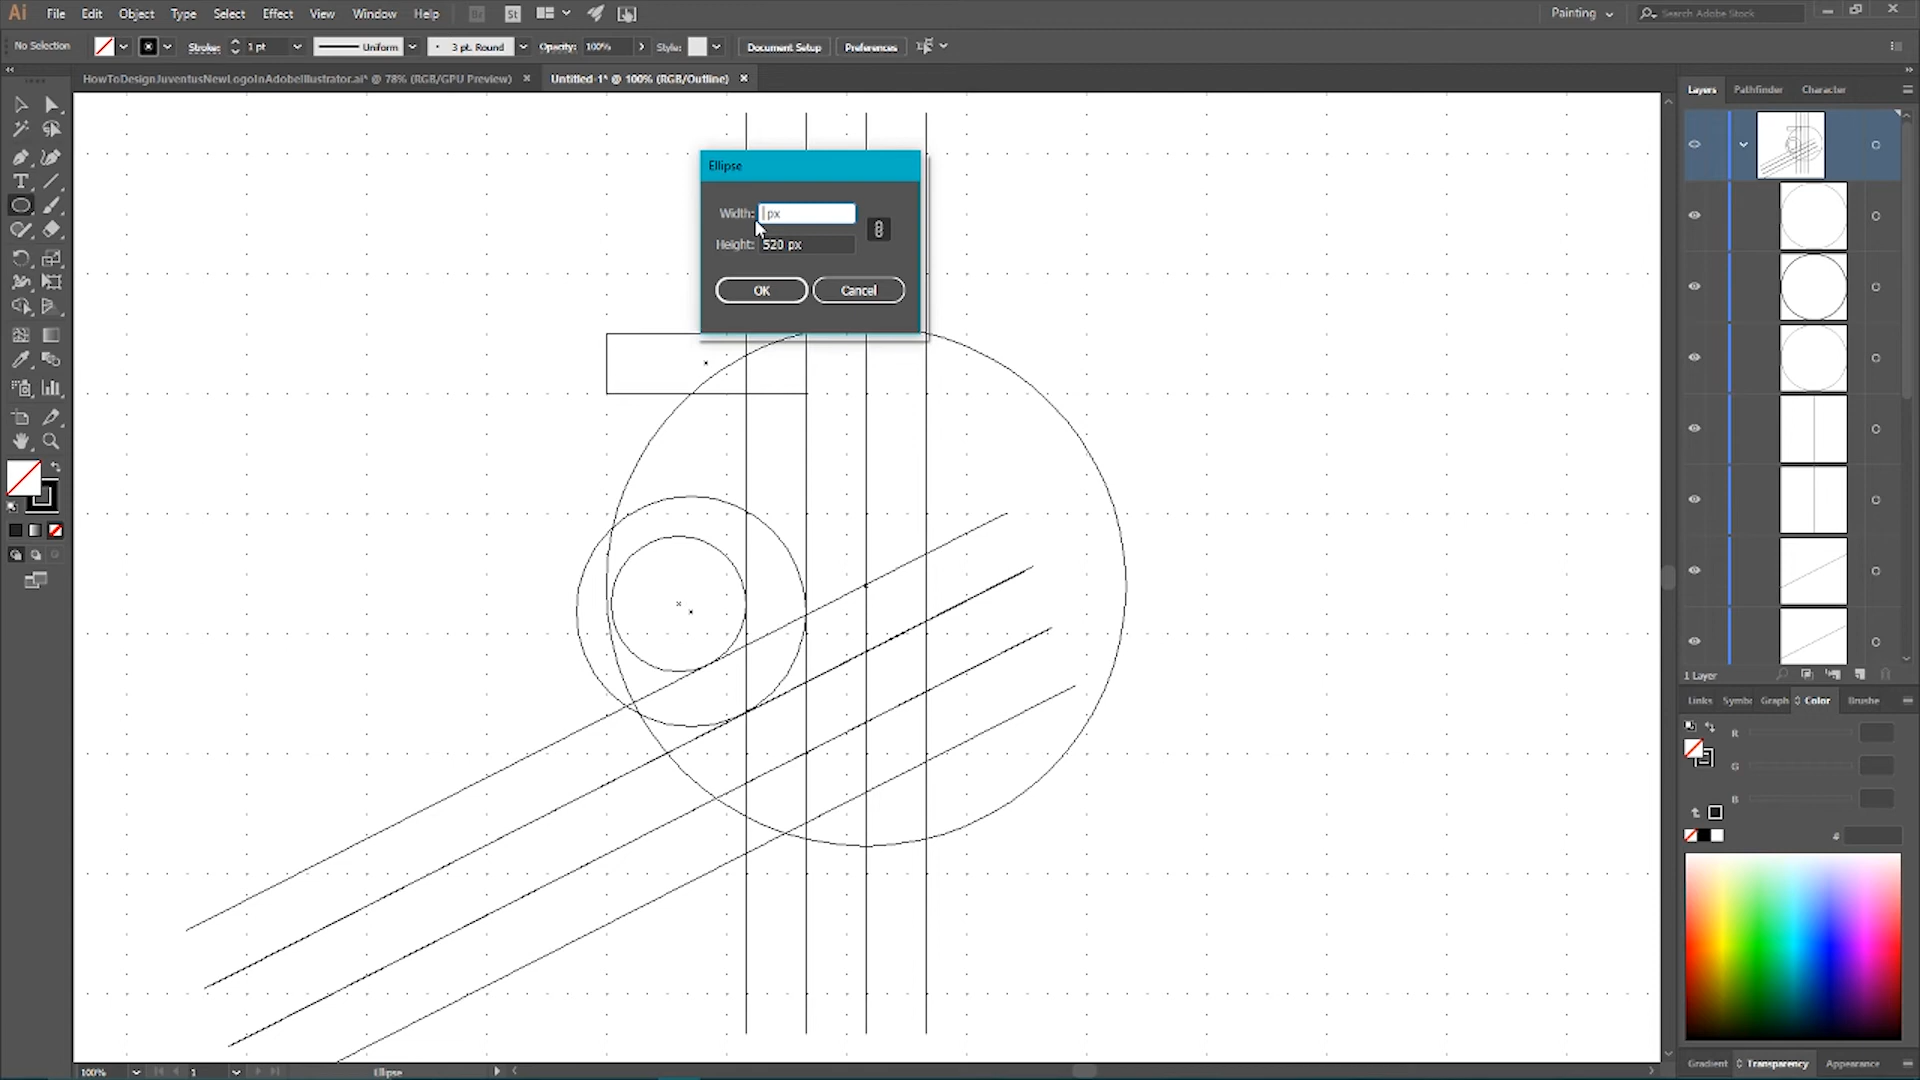 Ai File Edit Object Type Select Effect View Window Help Br St Painting Search Adobe Stock
No Selection Stroke: 1 pt Uniform 3 pt. Round Opacity: 100% Style: Document Setup Preferences
HowToDesignJuventusNewLogoInAdobeIllustrator.ai* @ 78% (RGB/GPU Preview) × Untitled-1* @ 100% (RGB/Outline) ×
Layers Pathfinder Character
Ellipse
Width: px
Height: 520 px
OK Cancel
1 Layer
Links Symbo Graph Color Brushe
R
G
B
#
Gradient Transparency Appearance
100% 1 Ellipse